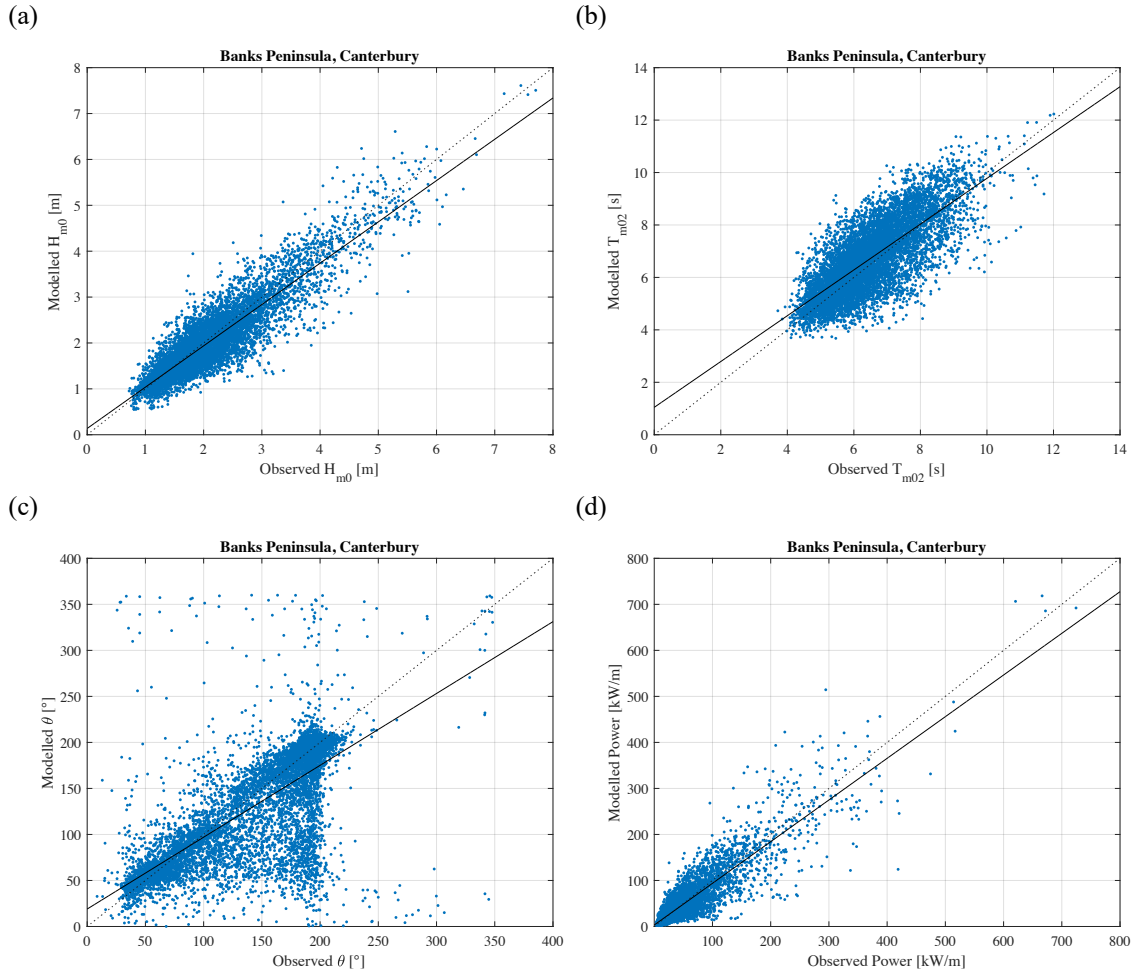 (a)
(b)
Banks Peninsula, Canterbury
8
7
6
5
4
3
2
1
0
Modelled H_m0 [m]
0 1 2 3 4 5 6 7 8
Observed H_m0 [m]
Banks Peninsula, Canterbury
14
12
10
8
6
4
2
0
Modelled T_m02 [s]
0 2 4 6 8 10 12 14
Observed T_m02 [s]
(c)
(d)
Banks Peninsula, Canterbury
400
350
300
250
200
150
100
50
0
Modelled θ [°]
0 50 100 150 200 250 300 350 400
Observed θ [°]
Banks Peninsula, Canterbury
800
700
600
500
400
300
200
100
0
Modelled Power [kW/m]
100 200 300 400 500 600 700 800
Observed Power [kW/m]